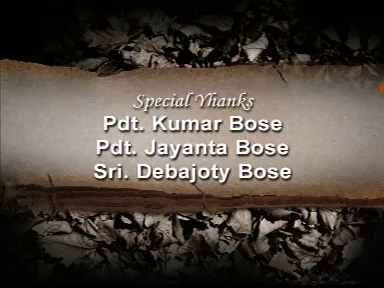 Special Thanks
Pdt. Kumar Bose
Pdt. Jayanta Bose
Sri. Debajoty Bose